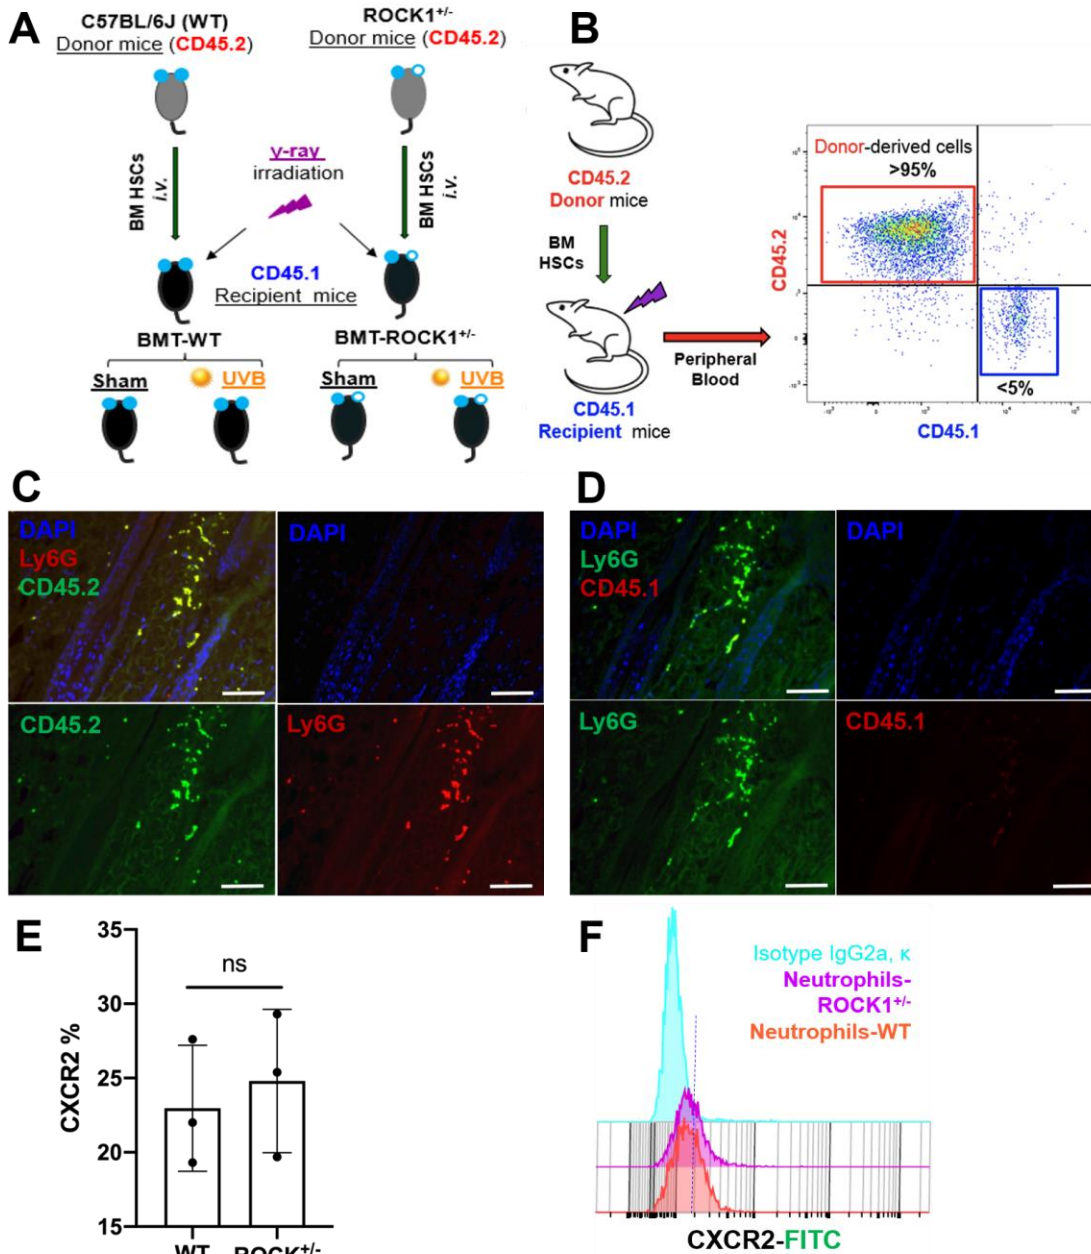 A
C57BL/6J (WT)
Donor mice (CD45.2)
ROCK1+/-
Donor mice (CD45.2)
BM HSCs
i.v.
γ-ray
irradiation
BM HSCs
i.v.
CD45.1
Recipient mice
BMT-WT
BMT-ROCK1+/-
Sham
UVB
Sham
UVB
B
CD45.2
Donor mice
BM
HSCs
CD45.1
Recipient mice
Peripheral
Blood
Donor-derived cells
>95%
<5%
CD45.2
CD45.1
C
DAPI
Ly6G
CD45.2
DAPI
CD45.2
Ly6G
D
DAPI
Ly6G
CD45.1
DAPI
Ly6G
CD45.1
E
35
30
25
20
15
ns
CXCR2 %
WT
ROCK+/-
F
Isotype IgG2a, κ
Neutrophils-
ROCK1+/-
Neutrophils-WT
CXCR2-FITC